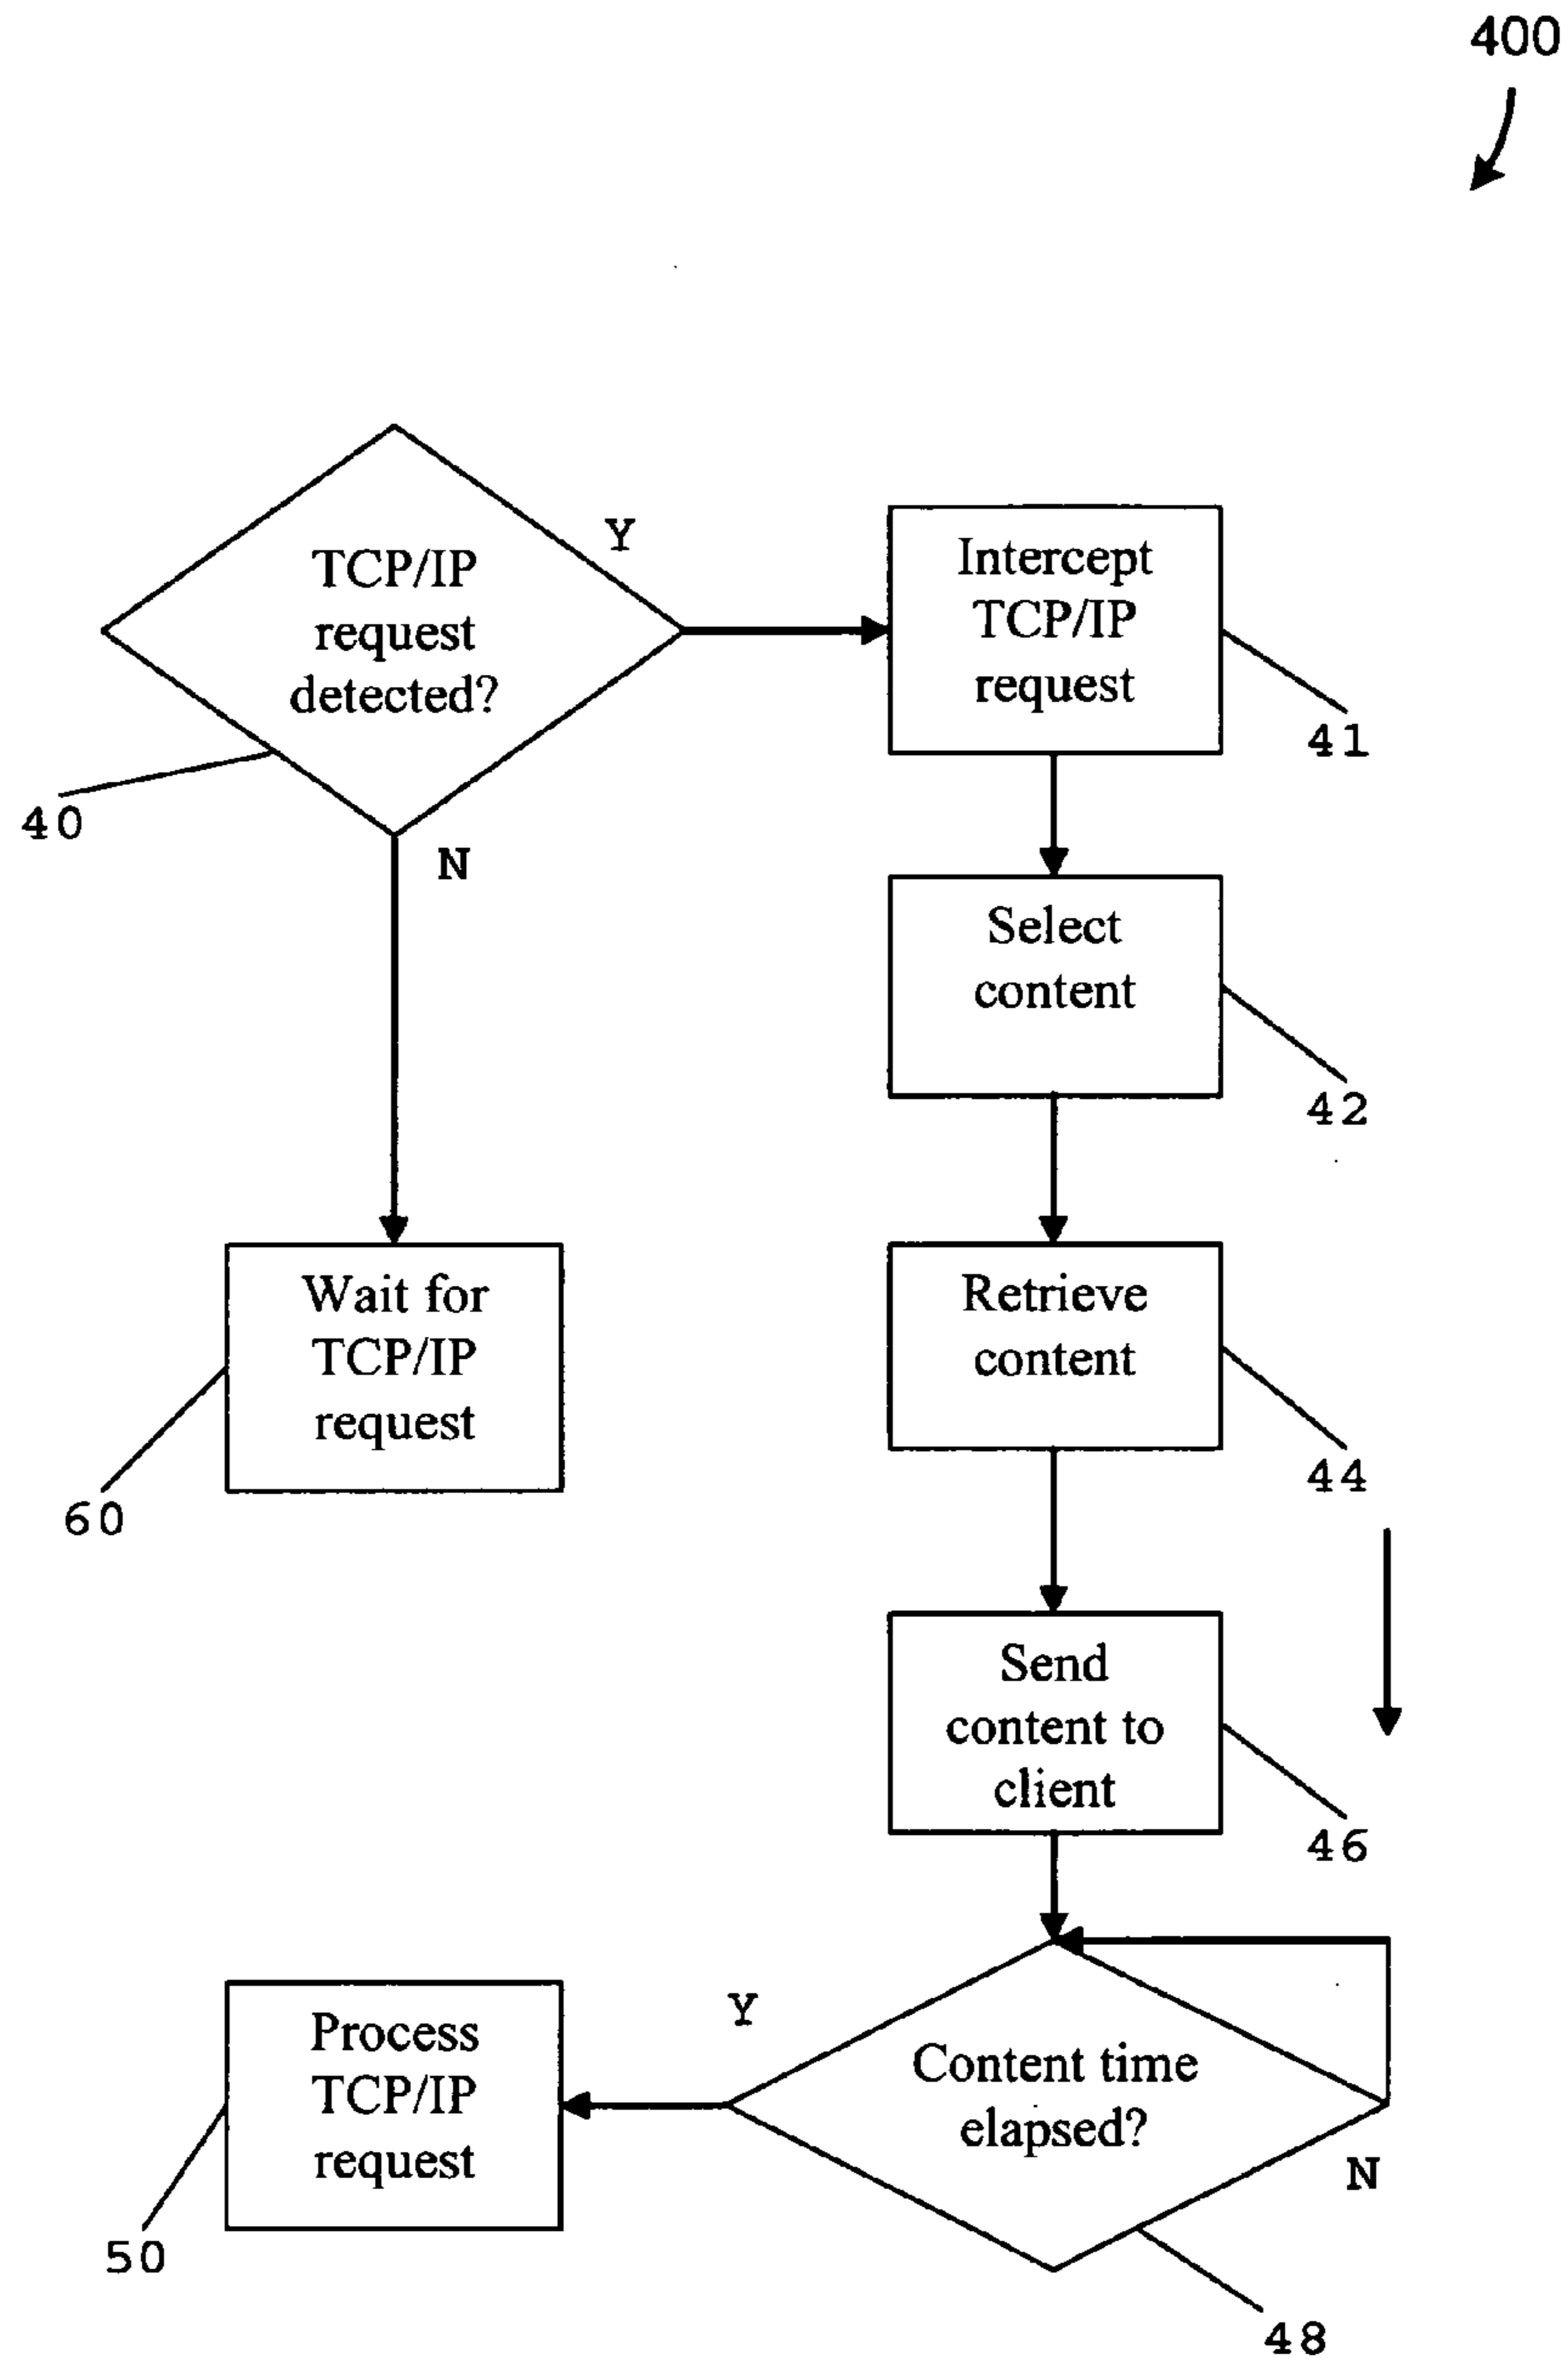 400
TCP/IP
request
detected?
Y
N
40
Intercept
TCP/IP
request
41
Select
content
42
Wait for
TCP/IP
request
60
Retrieve
content
44
Send
content to
client
46
Content time
elapsed?
Y
N
48
Process
TCP/IP
request
50